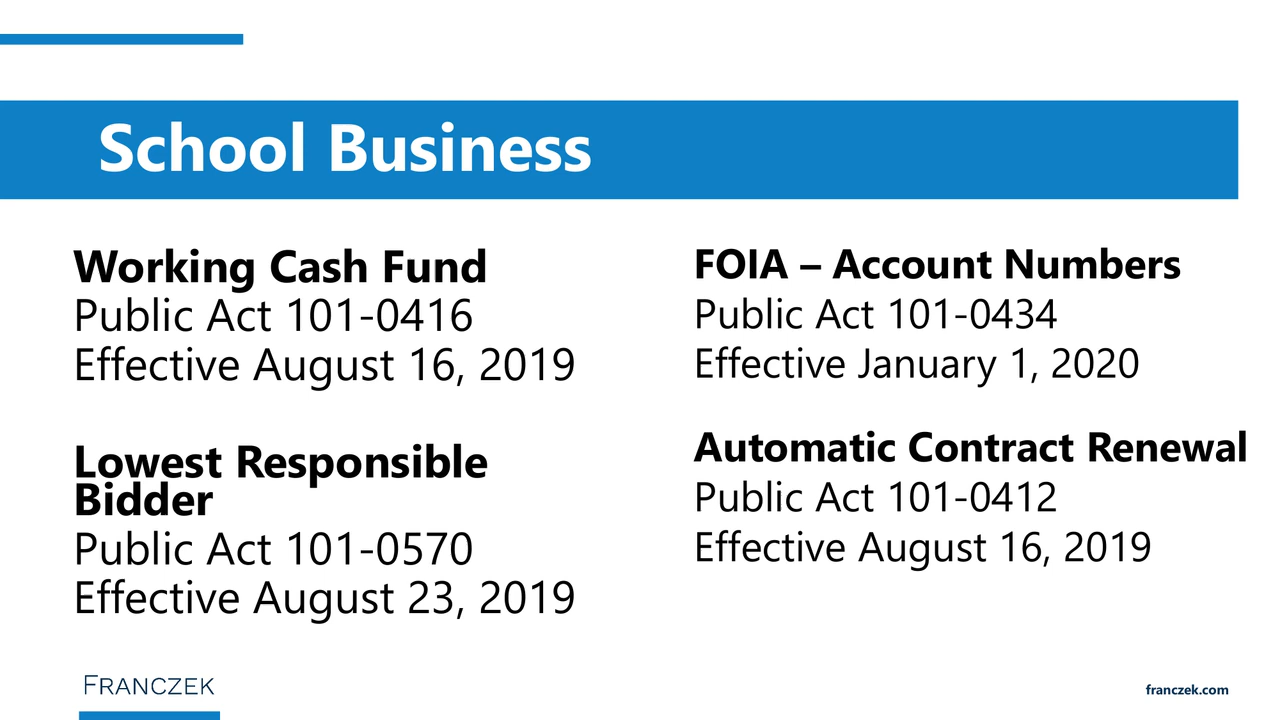 School Business
Working Cash Fund
Public Act 101-0416
Effective August 16, 2019
Lowest Responsible
Bidder
Public Act 101-0570
Effective August 23, 2019
FOIA – Account Numbers
Public Act 101-0434
Effective January 1, 2020
Automatic Contract Renewal
Public Act 101-0412
Effective August 16, 2019
FRANCZEK
franczek.com